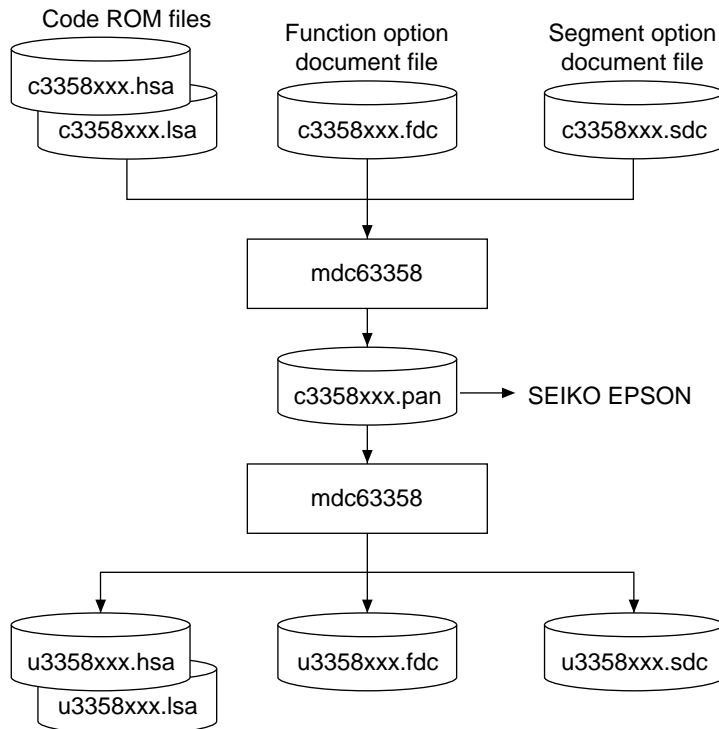 Code ROM files
c3358xxx.hsa
c3358xxx.lsa
Function option
document file
c3358xxx.fdc
Segment option
document file
c3358xxx.sdc
mdc63358
c3358xxx.pan
SEIKO EPSON
mdc63358
u3358xxx.hsa
u3358xxx.lsa
u3358xxx.fdc
u3358xxx.sdc